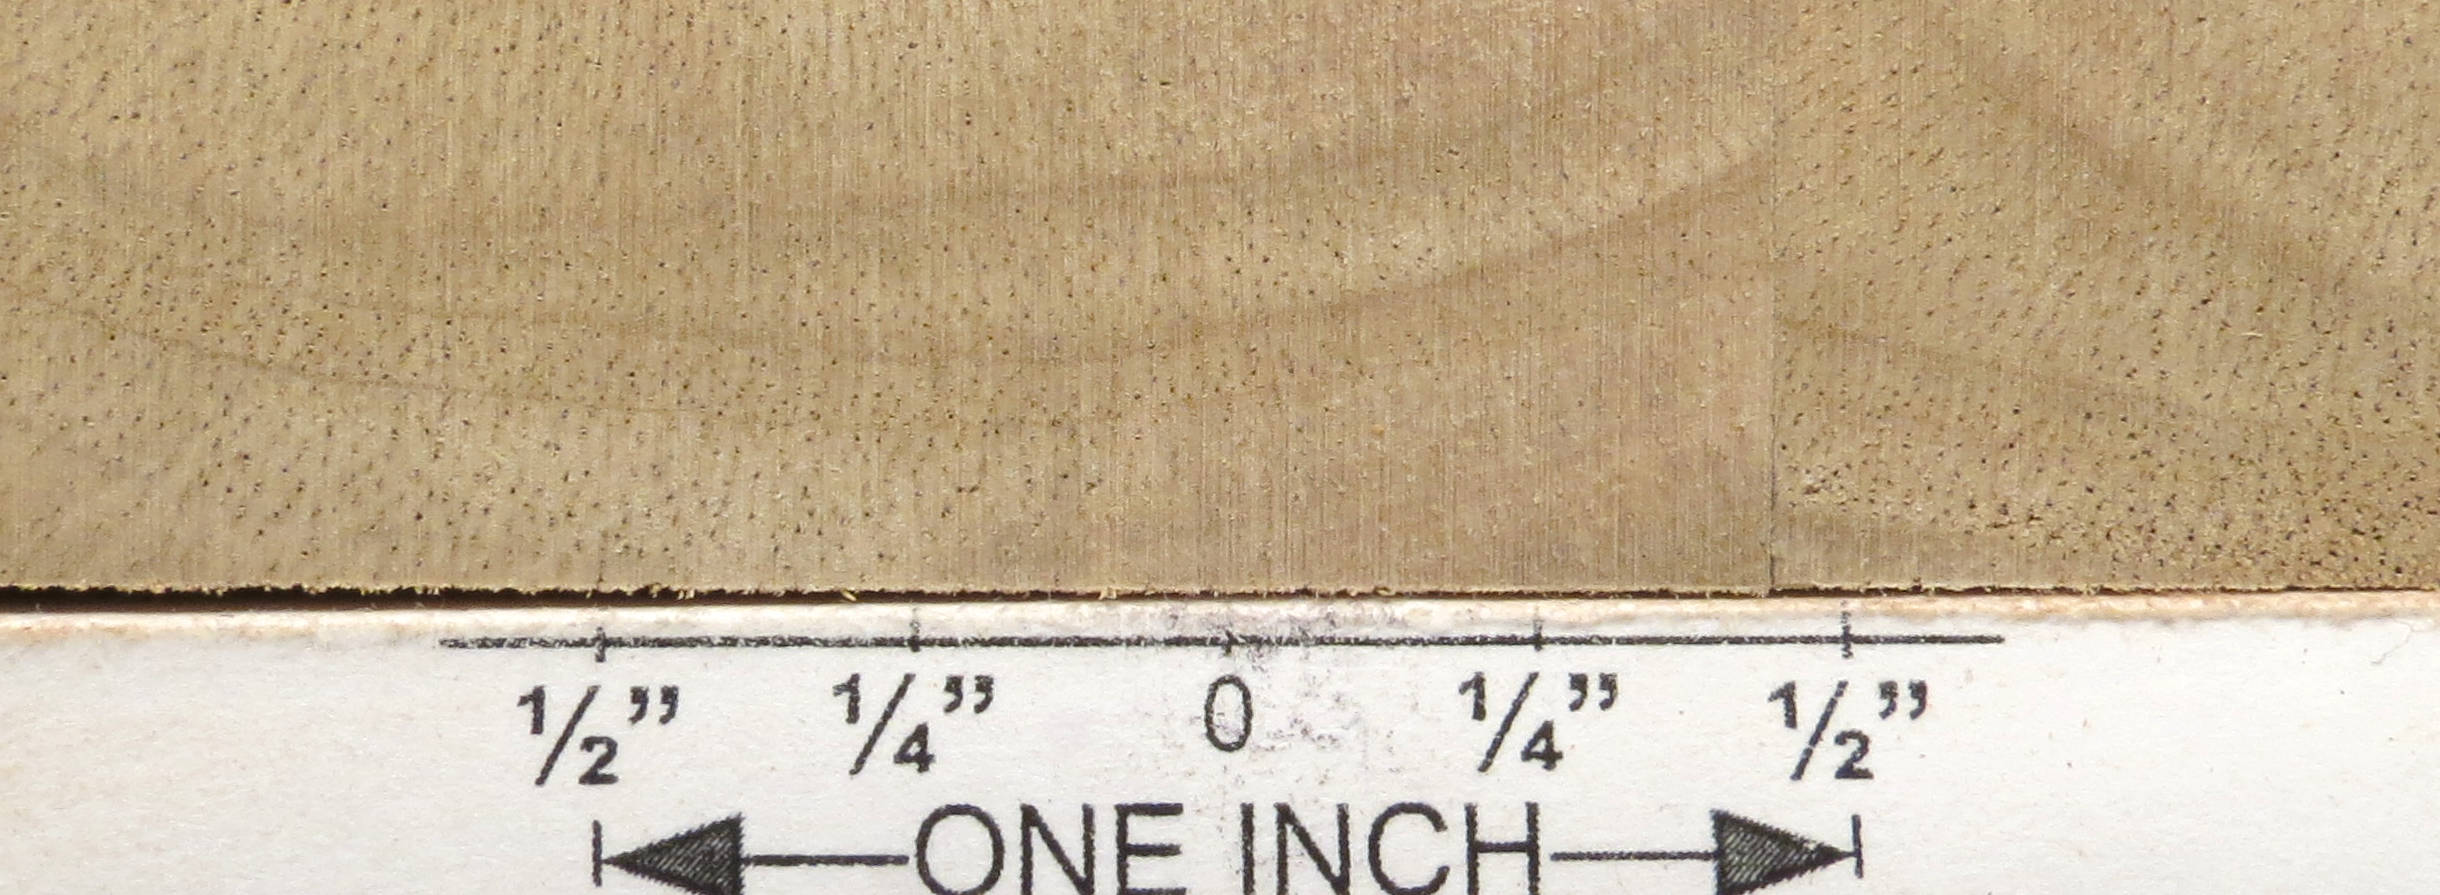 1/2” 1/4” 0 1/4” 1/2”
ONE INCH